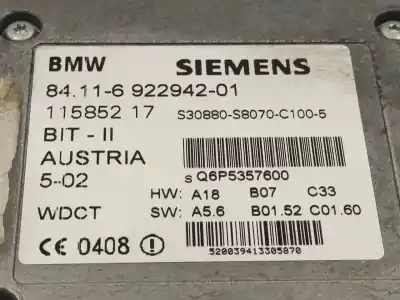 BMW SIEMENS
84.11-6 922942-01
115852 17 S30880-S8070-C100-5
BIT - II
AUSTRIA S Q6P5357600
5-02 HW: A18 B07 C33
WDCT SW: A5.6 B01.52 C01.60
CE 0408
520039413305870